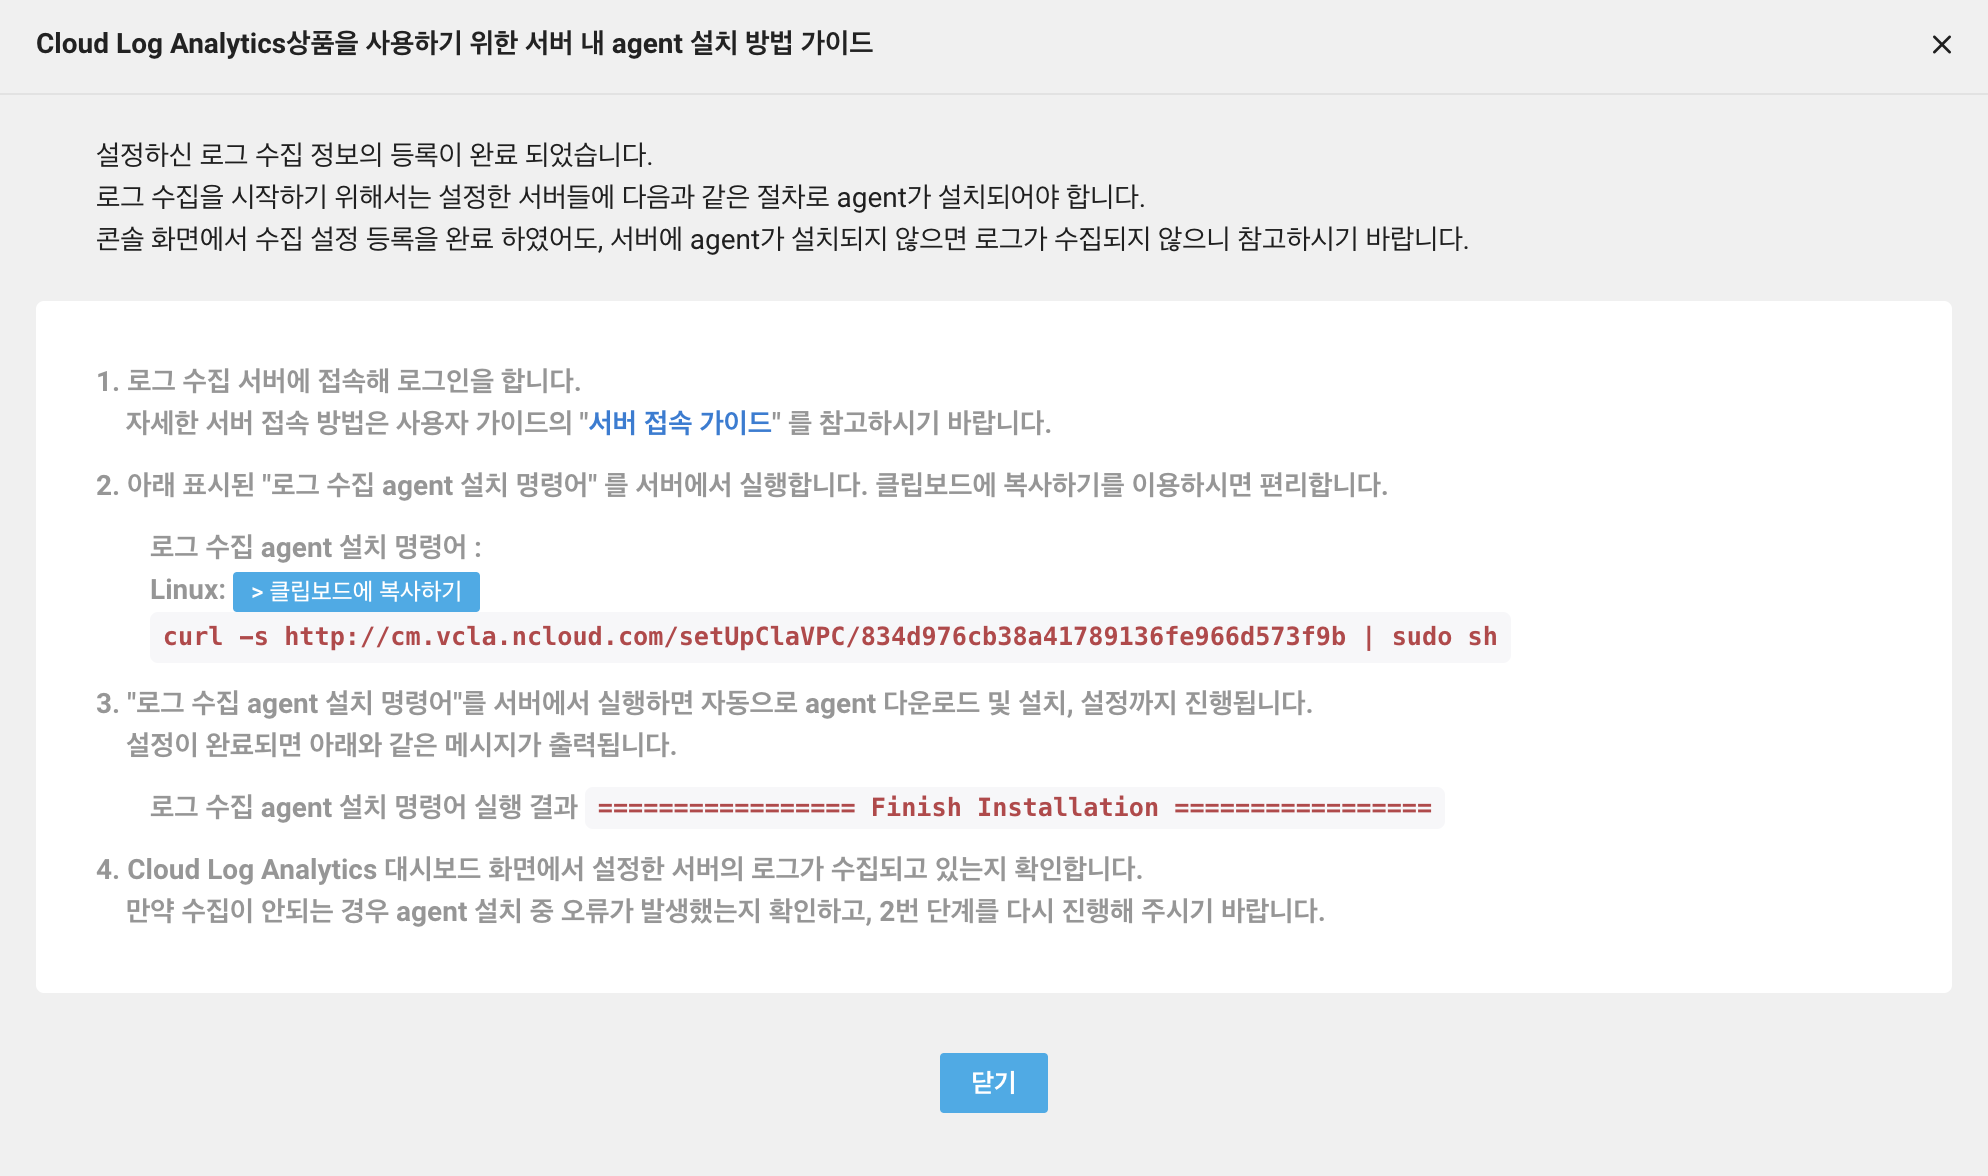 Cloud Log Analytics상품을 사용하기 위한 서버 내 agent 설치 방법 가이드
설정하신 로그 수집 정보의 등록이 완료 되었습니다.
로그 수집을 시작하기 위해서는 설정한 서버들에 다음과 같은 절차로 agent가 설치되어야 합니다.
콘솔 화면에서 수집 설정 등록을 완료 하였어도, 서버에 agent가 설치되지 않으면 로그가 수집되지 않으니 참고하시기 바랍니다.
1. 로그 수집 서버에 접속해 로그인을 합니다.
자세한 서버 접속 방법은 사용자 가이드의 "서버 접속 가이드" 를 참고하시기 바랍니다.
2. 아래 표시된 "로그 수집 agent 설치 명령어" 를 서버에서 실행합니다. 클립보드에 복사하기를 이용하시면 편리합니다.
로그 수집 agent 설치 명령어 :
Linux: > 클립보드에 복사하기
curl -s http://cm.vcla.ncloud.com/setUpClaVPC/834d976cb38a41789136fe966d573f9b | sudo sh
3. "로그 수집 agent 설치 명령어"를 서버에서 실행하면 자동으로 agent 다운로드 및 설치, 설정까지 진행됩니다.
설정이 완료되면 아래와 같은 메시지가 출력됩니다.
로그 수집 agent 설치 명령어 실행 결과 ================= Finish Installation =================
4. Cloud Log Analytics 대시보드 화면에서 설정한 서버의 로그가 수집되고 있는지 확인합니다.
만약 수집이 안되는 경우 agent 설치 중 오류가 발생했는지 확인하고, 2번 단계를 다시 진행해 주시기 바랍니다.
닫기